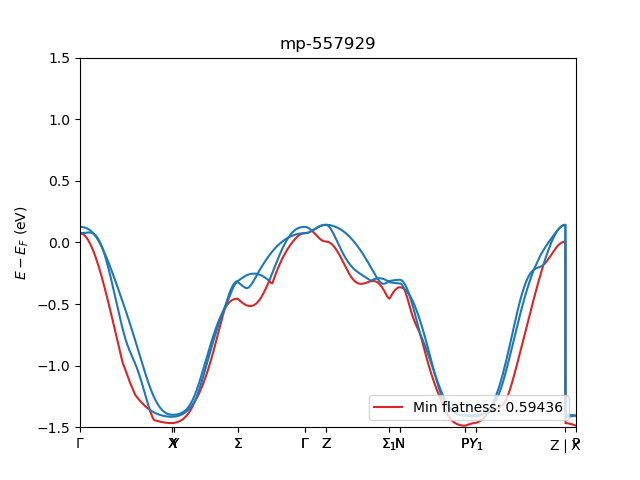 mp-557929
E − E_F (eV)
1.5
1.0
0.5
0.0
−0.5
−1.0
−1.5
Min flatness: 0.59436
Γ
Σ
Γ
Z
Σ₁
N
P
Y₁
Z | X
P